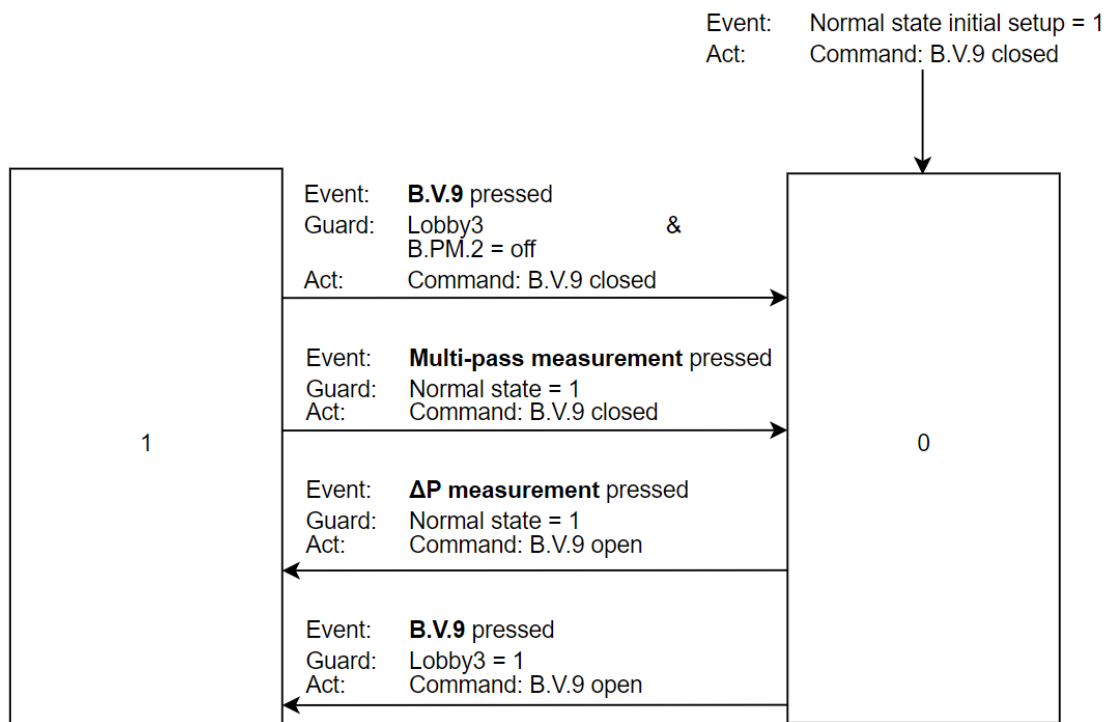 Event: Normal state initial setup = 1
Act: Command: B.V.9 closed
Event: B.V.9 pressed
Guard: Lobby3 &
B.PM.2 = off
Act: Command: B.V.9 closed
Event: Multi-pass measurement pressed
Guard: Normal state = 1
Act: Command: B.V.9 closed
1
0
Event: ΔP measurement pressed
Guard: Normal state = 1
Act: Command: B.V.9 open
Event: B.V.9 pressed
Guard: Lobby3 = 1
Act: Command: B.V.9 open